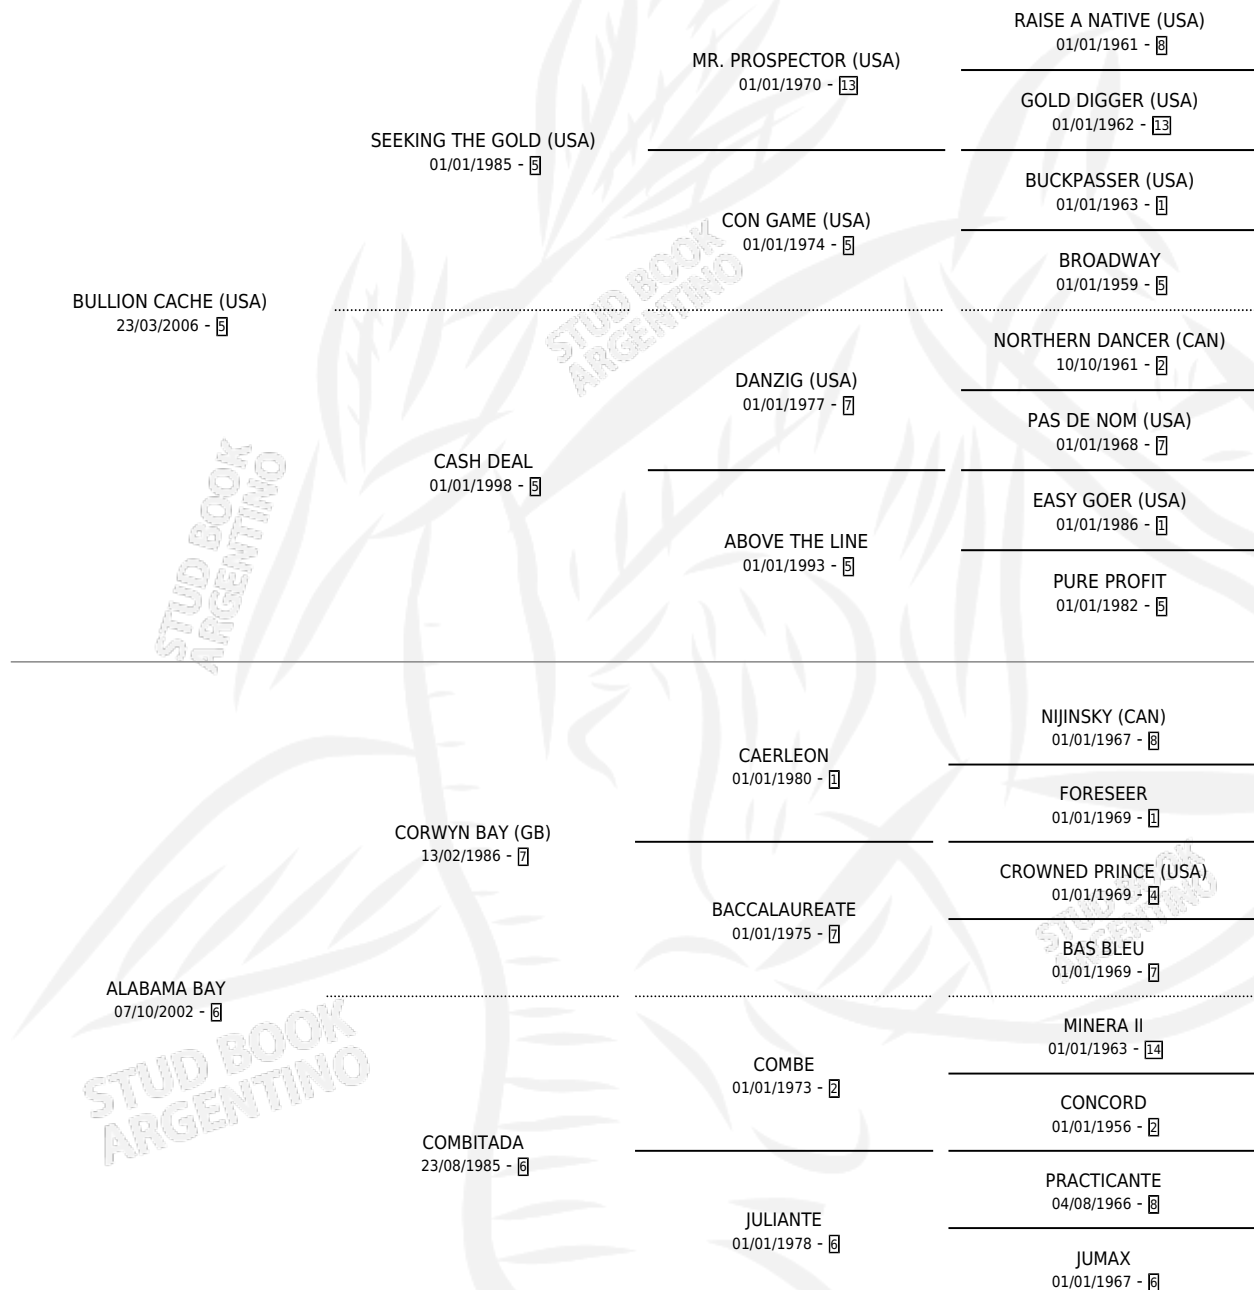 RAISE A NATIVE (USA)
01/01/1961 - 8
MR. PROSPECTOR (USA)
01/01/1970 - 13
GOLD DIGGER (USA)
01/01/1962 - 13
SEEKING THE GOLD (USA)
01/01/1985 - 5
BUCKPASSER (USA)
01/01/1963 - 1
CON GAME (USA)
01/01/1974 - 5
BROADWAY
01/01/1959 - 5
BULLION CACHE (USA)
23/03/2006 - 5
NORTHERN DANCER (CAN)
10/10/1961 - 2
DANZIG (USA)
01/01/1977 - 7
PAS DE NOM (USA)
01/01/1968 - 7
CASH DEAL
01/01/1998 - 5
EASY GOER (USA)
01/01/1986 - 1
ABOVE THE LINE
01/01/1993 - 5
PURE PROFIT
01/01/1982 - 5
NIJINSKY (CAN)
01/01/1967 - 8
CAERLEON
01/01/1980 - 1
FORESEER
01/01/1969 - 1
CORWYN BAY (GB)
13/02/1986 - 7
CROWNED PRINCE (USA)
01/01/1969 - 4
BACCALAUREATE
01/01/1975 - 7
BAS BLEU
01/01/1969 - 7
ALABAMA BAY
07/10/2002 - 6
MINERA II
01/01/1963 - 14
COMBE
01/01/1973 - 2
CONCORD
01/01/1956 - 2
COMBITADA
23/08/1985 - 6
PRACTICANTE
04/08/1966 - 8
JULIANTE
01/01/1978 - 6
JUMAX
01/01/1967 - 6
STUD BOOK
ARGENTINO
STUD BOOK
ARGENTINO
STUD BOOK
ARGENTINO
STUD BOOK
ARGENTINO